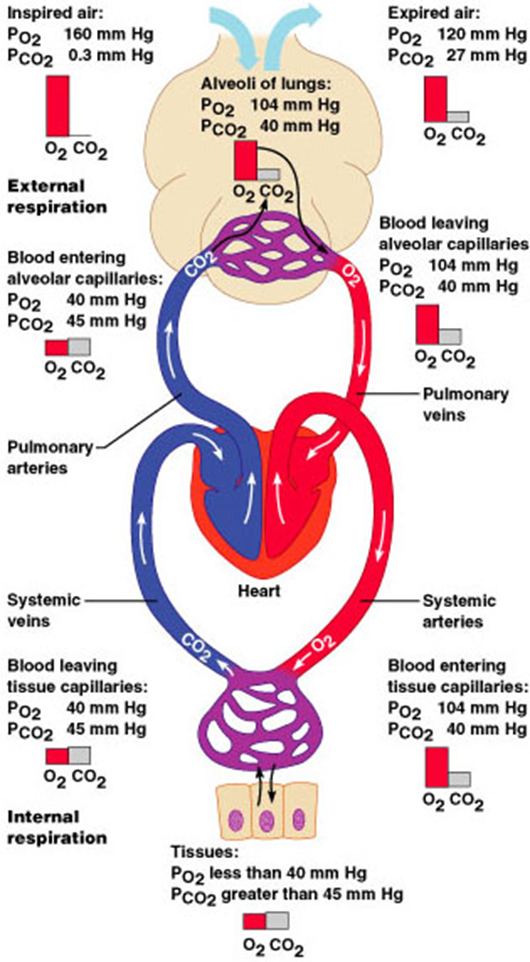 Inspired air:
PO2 160 mm Hg
PCO2 0.3 mm Hg
O2 CO2
Expired air:
PO2 120 mm Hg
PCO2 27 mm Hg
O2 CO2
Alveoli of lungs:
PO2 104 mm Hg
PCO2 40 mm Hg
O2 CO2
External
respiration
Blood entering
alveolar capillaries:
PO2 40 mm Hg
PCO2 45 mm Hg
O2 CO2
CO2
O2
Blood leaving
alveolar capillaries
PO2 104 mm Hg
PCO2 40 mm Hg
O2 CO2
Pulmonary
veins
Pulmonary
arteries
Heart
Systemic
veins
Systemic
arteries
CO2
O2
Blood leaving
tissue capillaries:
PO2 40 mm Hg
PCO2 45 mm Hg
O2 CO2
Blood entering
tissue capillaries:
PO2 104 mm Hg
PCO2 40 mm Hg
O2 CO2
Internal
respiration
Tissues:
PO2 less than 40 mm Hg
PCO2 greater than 45 mm Hg
O2 CO2